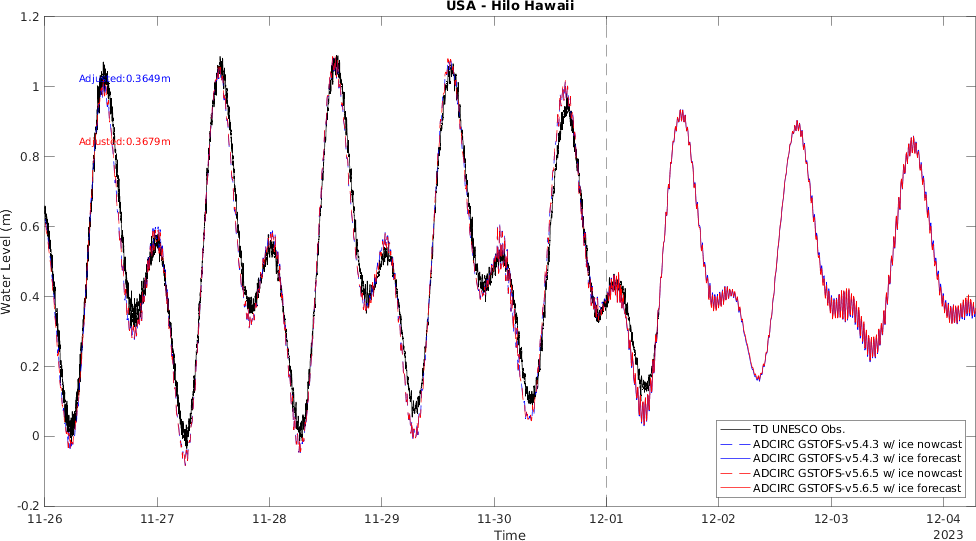 USA - Hilo Hawaii
1.2
1
0.8
0.6
0.4
0.2
0
-0.2
Water Level (m)
Adjusted:0.3649m
Adjusted:0.3679m
TD UNESCO Obs.
ADCIRC GSTOFS-v5.4.3 w/ ice nowcast
ADCIRC GSTOFS-v5.4.3 w/ ice forecast
ADCIRC GSTOFS-v5.6.5 w/ ice nowcast
ADCIRC GSTOFS-v5.6.5 w/ ice forecast
11-26 11-27 11-28 11-29 11-30 12-01 12-02 12-03 12-04
Time
2023